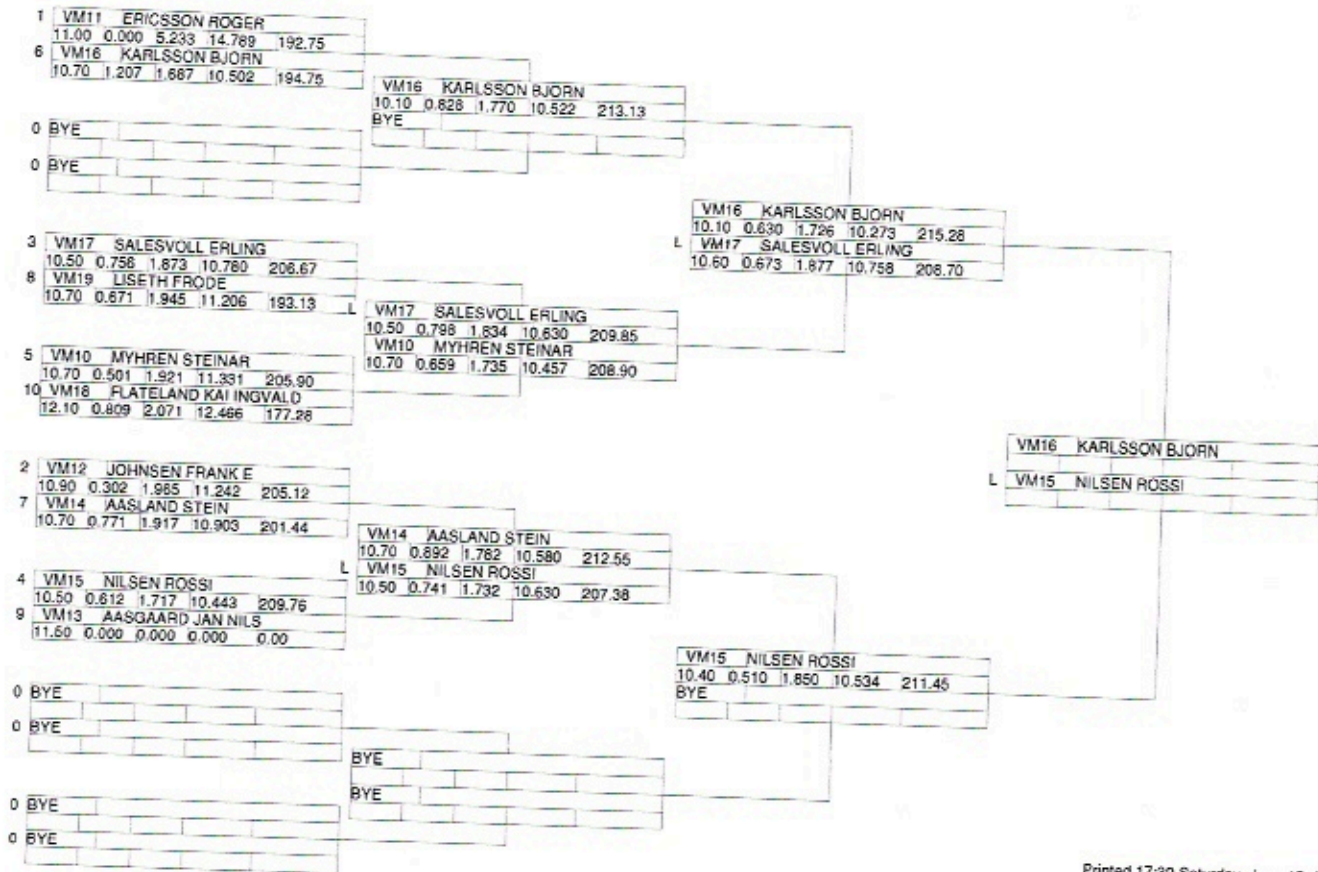 1 VM11 ERICSSON ROGER
11.00 0.000 5.233 14.789 192.75
6 VM16 KARLSSON BJORN
10.70 1.207 1.687 10.502 194.75
0 BYE
0 BYE
3 VM17 SALESVOLL ERLING
10.50 0.756 1.873 10.780 206.67
8 VM19 LISETH FRODE
10.70 0.671 1.945 11.206 193.13
5 VM10 MYHREN STEINAR
10.70 0.501 1.921 11.331 205.90
10 VM18 FLATELAND KAI INGVALD
12.10 0.809 2.071 12.466 177.28
2 VM12 JOHNSEN FRANK E
10.90 0.302 1.985 11.242 205.12
7 VM14 AASLAND STEIN
10.70 0.771 1.917 10.903 201.44
4 VM15 NILSEN ROSSI
10.50 0.612 1.717 10.443 209.76
9 VM13 AASGAARD JAN NILS
11.50 0.000 0.000 0.000 0.00
0 BYE
0 BYE
0 BYE
0 BYE
VM16 KARLSSON BJORN
10.10 0.828 1.770 10.522 213.13
BYE
L VM17 SALESVOLL ERLING
10.50 0.798 1.834 10.630 209.85
VM10 MYHREN STEINAR
10.70 0.659 1.735 10.457 208.90
VM14 AASLAND STEIN
10.70 0.892 1.782 10.580 212.55
L VM15 NILSEN ROSSI
10.50 0.741 1.732 10.630 207.38
BYE
BYE
VM16 KARLSSON BJORN
10.10 0.630 1.726 10.273 215.28
L VM17 SALESVOLL ERLING
10.60 0.673 1.877 10.758 208.70
VM15 NILSEN ROSSI
10.40 0.510 1.850 10.534 211.45
BYE
VM16 KARLSSON BJORN
L VM15 NILSEN ROSSI
Printed 17:30 Saturday